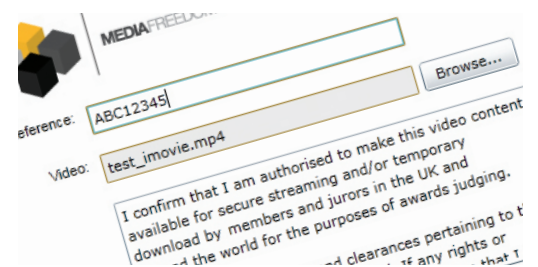 MEDIAFREEDOM
eference: ABC12345
Video: test_imovie.mp4 Browse...
I confirm that I am authorised to make this video content
available for secure streaming and/or temporary
download by members and jurors in the UK and
the world for the purposes of awards judging.
clearances pertaining to t
If any rights or
that I